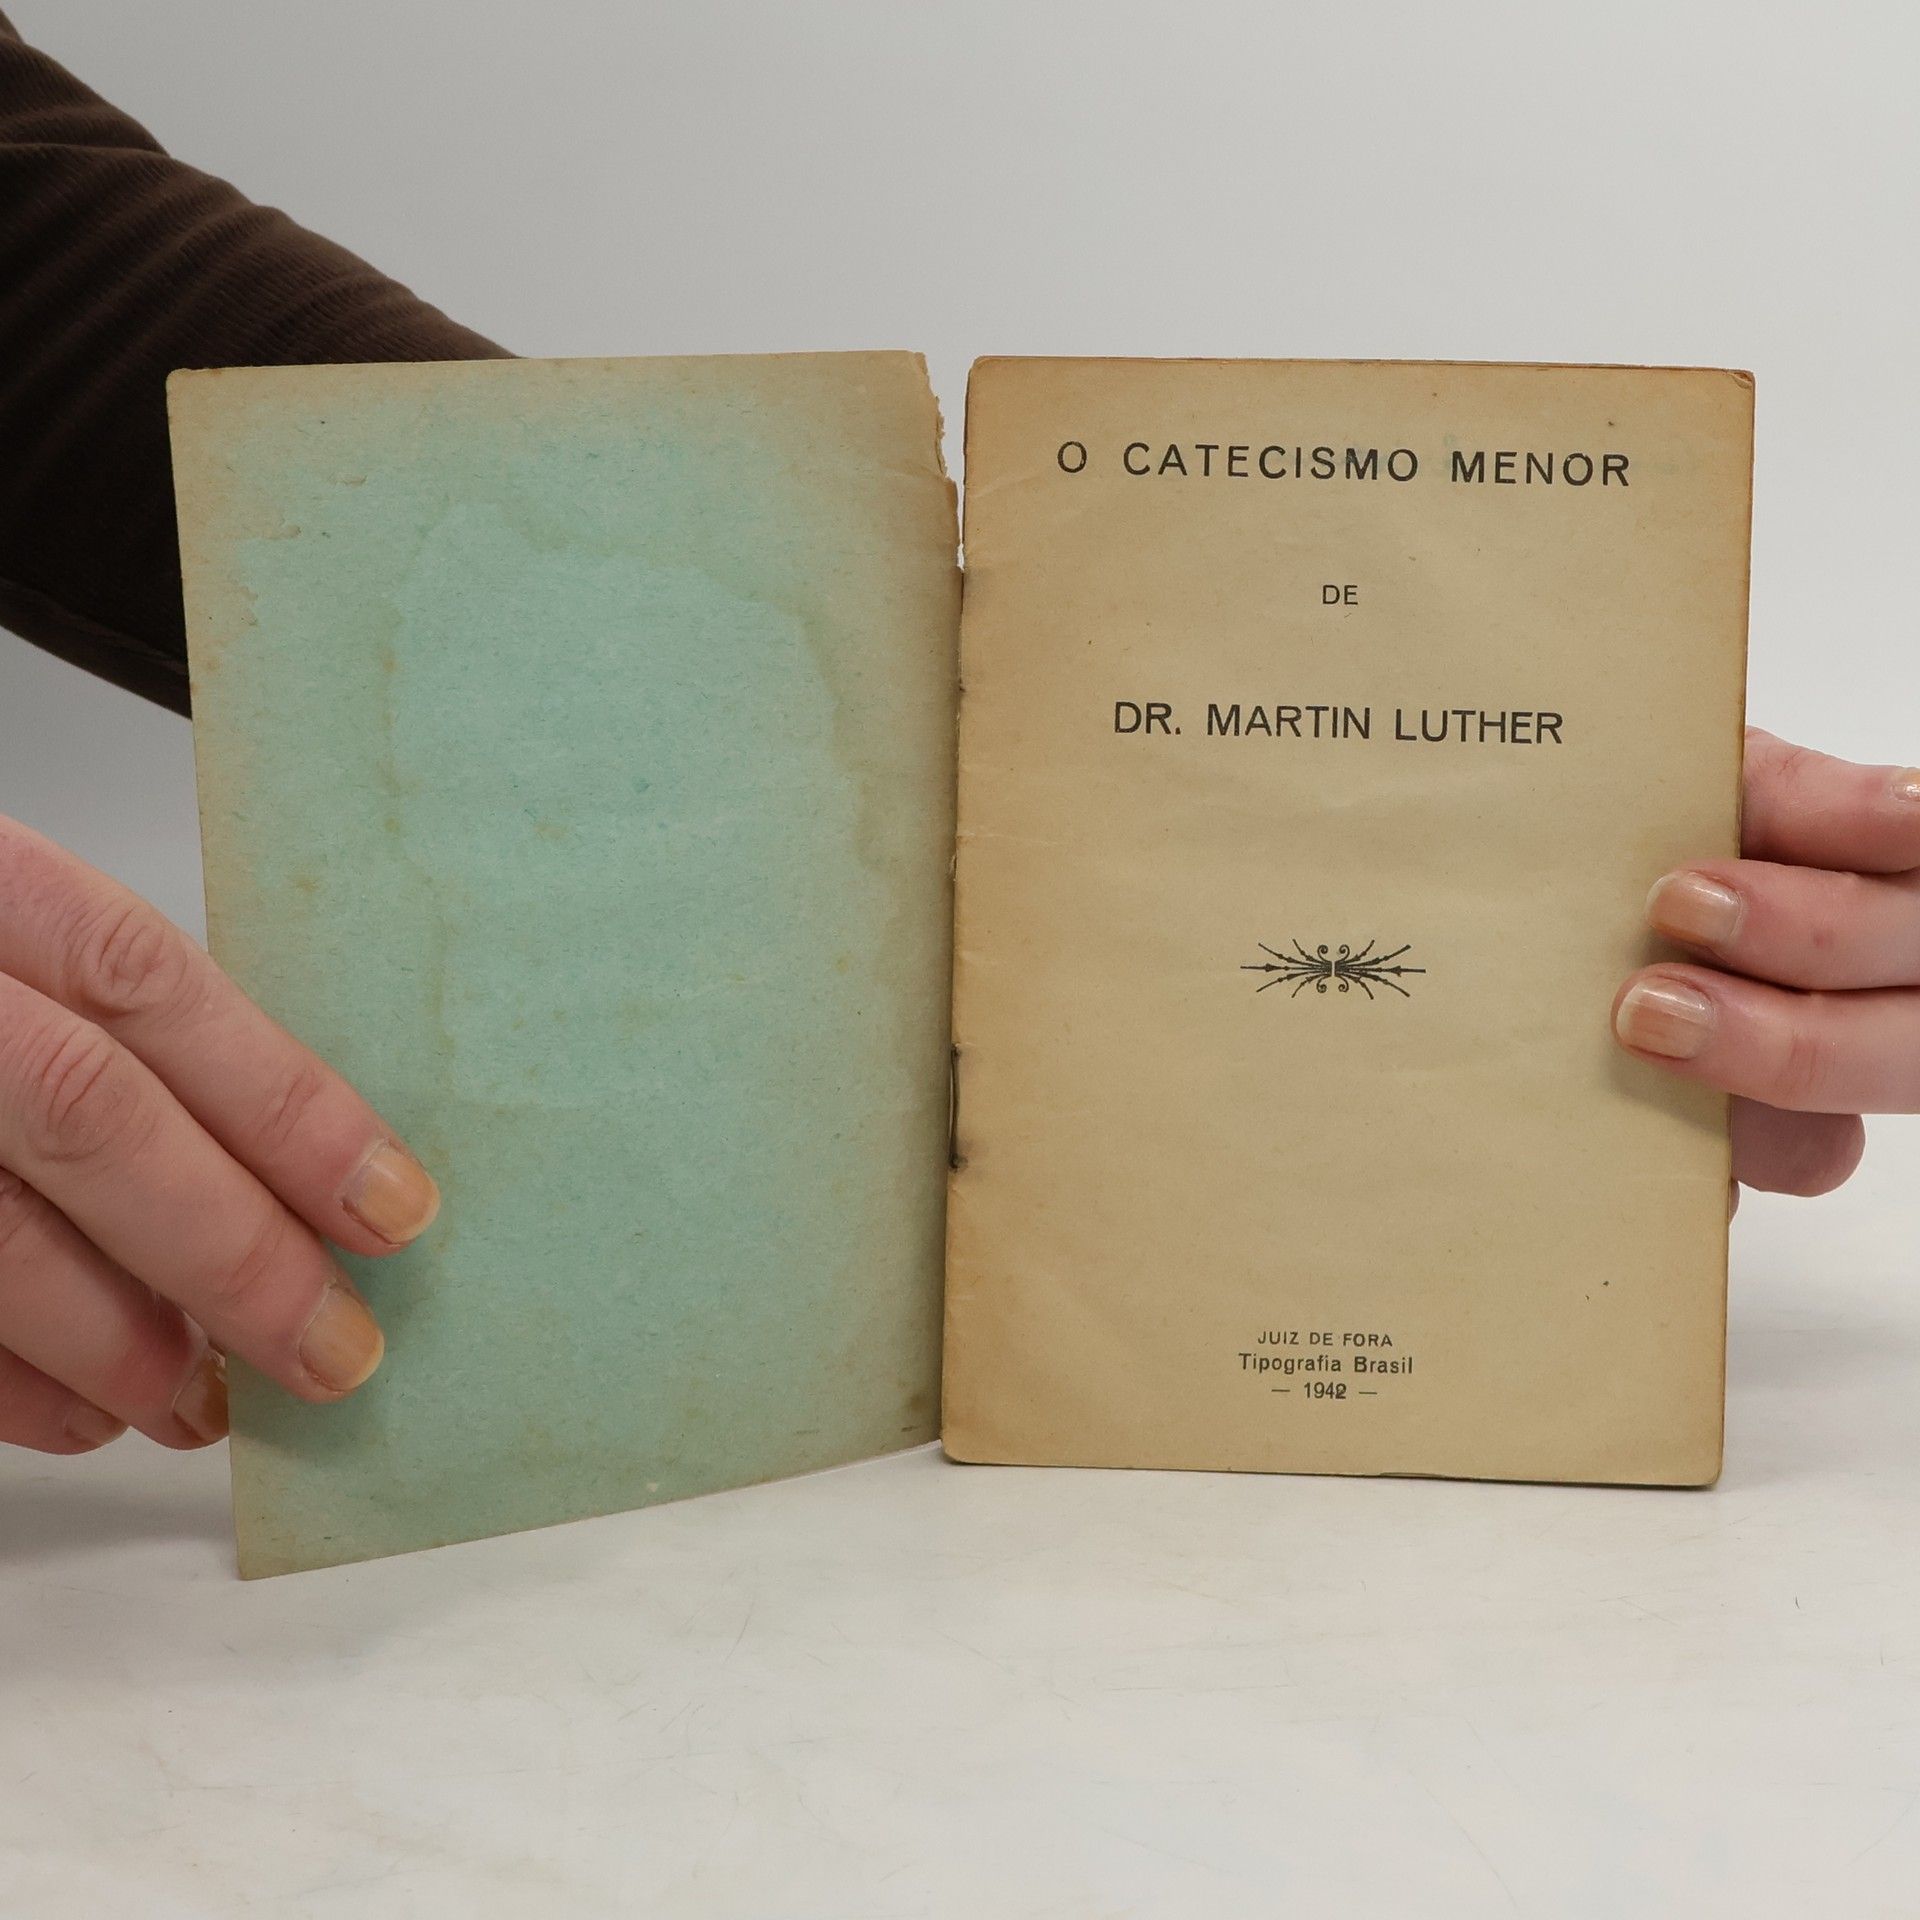 O CATECISMO MENOR
DE
DR. MARTIN LUTHER
JUIZ DE FORA
Tipografia Brasil
— 1942 —